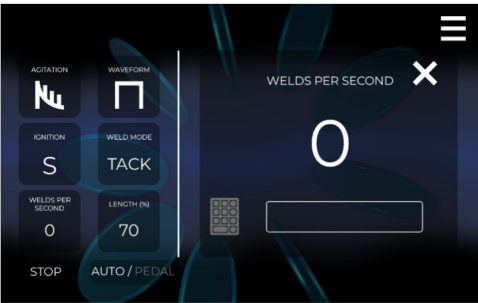 AGITATION
WAVEFORM
IGNITION
S
WELD MODE
TACK
WELDS PER
SECOND
0
LENGTH (%)
70
STOP
AUTO / PEDAL
WELDS PER SECOND
0